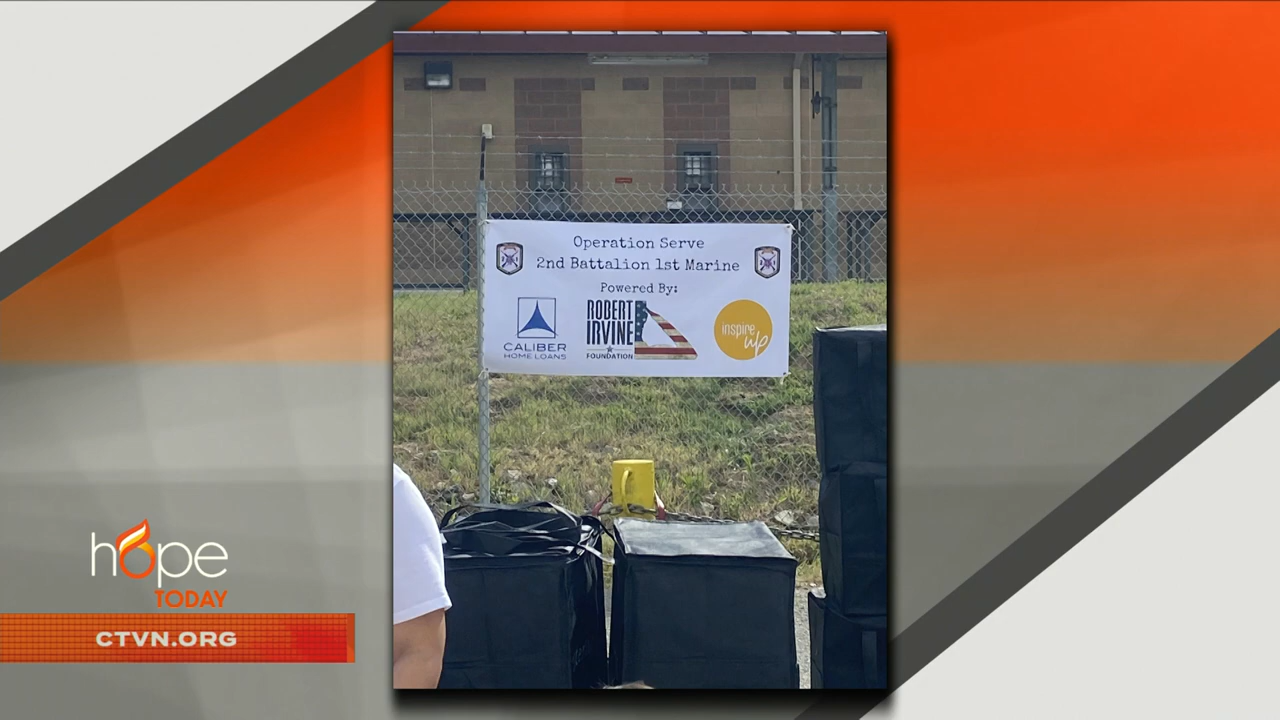 Operation Serve
2nd Battalion 1st Marine
Powered By:
CALIBER
HOME LOANS
ROBERT
IRVINE
FOUNDATION
inspire
up
hope
TODAY
CTVN.ORG